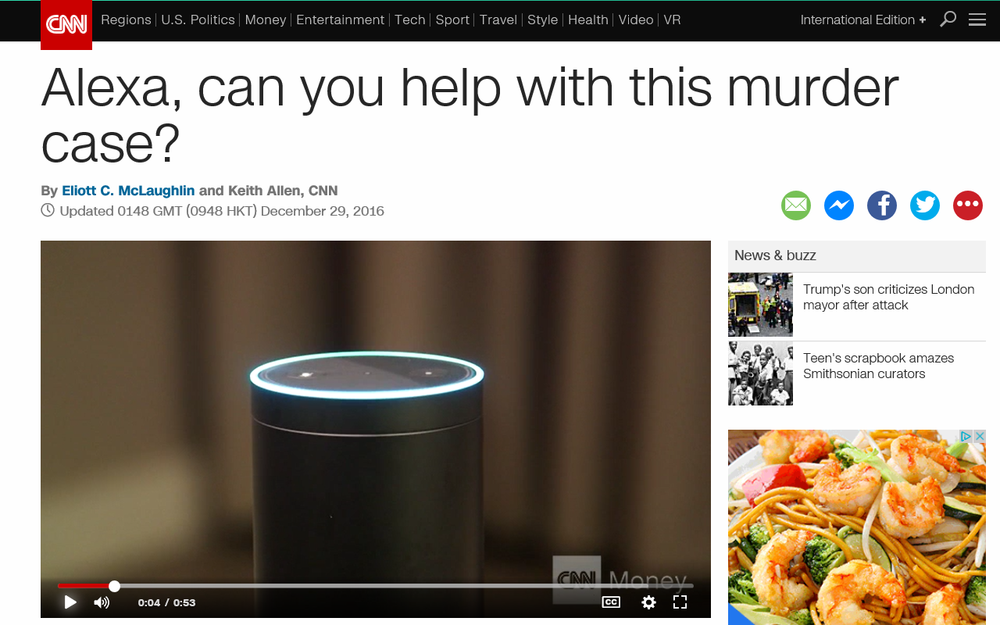 CNN
Regions U.S. Politics Money Entertainment Tech Sport Travel Style Health Video VR
International Edition +
Alexa, can you help with this murder
case?
By Eliott C. McLaughlin and Keith Allen, CNN
Updated 0148 GMT (0948 HKT) December 29, 2016
News & buzz
Trump's son criticizes London
mayor after attack
Teen's scrapbook amazes
Smithsonian curators
CNN Money
0:04 / 0:53
CC